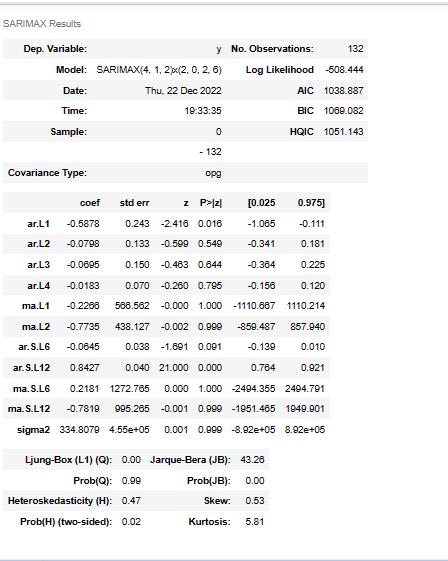 SARIMAX Results
Dep. Variable: y No. Observations: 132
Model: SARIMAX(4, 1, 2)x(2, 0, 2, 6) Log Likelihood -508.444
Date: Thu, 22 Dec 2022 AIC 1038.887
Time: 19:33:35 BIC 1069.082
Sample: 0 HQIC 1051.143
- 132
Covariance Type: opg
coef std err z P>|z| [0.025 0.975]
ar.L1 -0.5878 0.243 -2.416 0.016 -1.065 -0.111
ar.L2 -0.0798 0.133 -0.599 0.549 -0.341 0.181
ar.L3 -0.0695 0.150 -0.463 0.644 -0.364 0.225
ar.L4 -0.0183 0.070 -0.260 0.795 -0.156 0.120
ma.L1 -0.2266 566.562 -0.000 1.000 -1110.667 1110.214
ma.L2 -0.7735 438.127 -0.002 0.999 -859.487 857.940
ar.S.L6 -0.0645 0.038 -1.691 0.091 -0.139 0.010
ar.S.L12 0.8427 0.040 21.000 0.000 0.764 0.921
ma.S.L6 0.2181 1272.765 0.000 1.000 -2494.355 2494.791
ma.S.L12 -0.7819 995.265 -0.001 0.999 -1951.465 1949.901
sigma2 334.8079 4.55e+05 0.001 0.999 -8.92e+05 8.92e+05
Ljung-Box (L1) (Q): 0.00 Jarque-Bera (JB): 43.26
Prob(Q): 0.99 Prob(JB): 0.00
Heteroskedasticity (H): 0.47 Skew: 0.53
Prob(H) (two-sided): 0.02 Kurtosis: 5.81